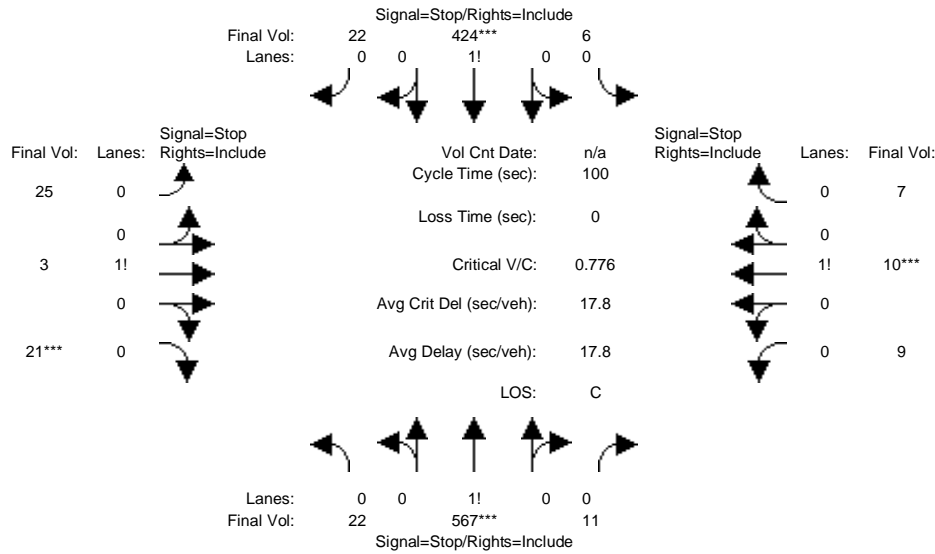 Signal=Stop/Rights=Include
Final Vol: 22 424*** 6
Lanes: 0 0 1! 0 0
Signal=Stop Signal=Stop
Final Vol: Lanes: Rights=Include Vol Cnt Date: n/a Rights=Include Lanes: Final Vol:
Cycle Time (sec): 100
25 0 0 7
Loss Time (sec): 0
0 0
3 1! Critical V/C: 0.776 1! 10***
0 Avg Crit Del (sec/veh): 17.8 0
21*** 0 Avg Delay (sec/veh): 17.8 0 9
LOS: C
Lanes: 0 0 1! 0 0
Final Vol: 22 567*** 11
Signal=Stop/Rights=Include